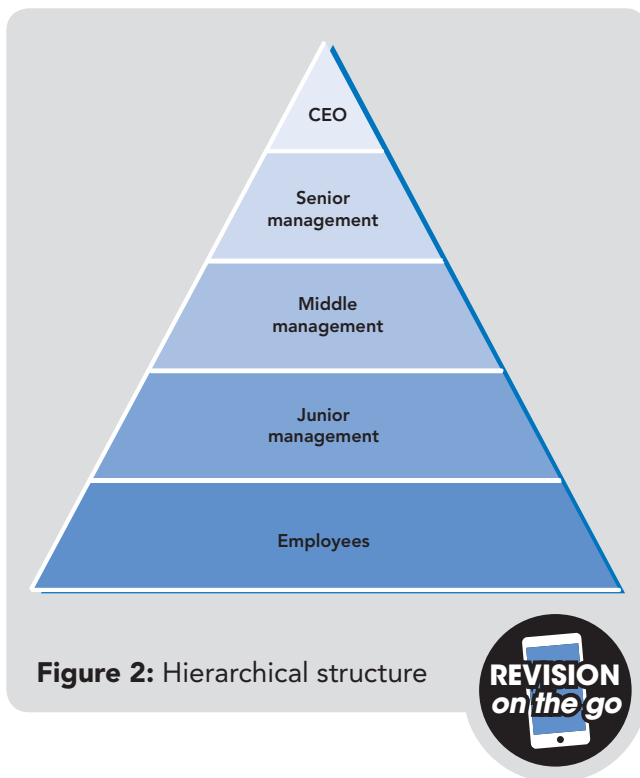 CEO
Senior
management
Middle
management
Junior
management
Employees
Figure 2: Hierarchical structure
REVISION
on the go